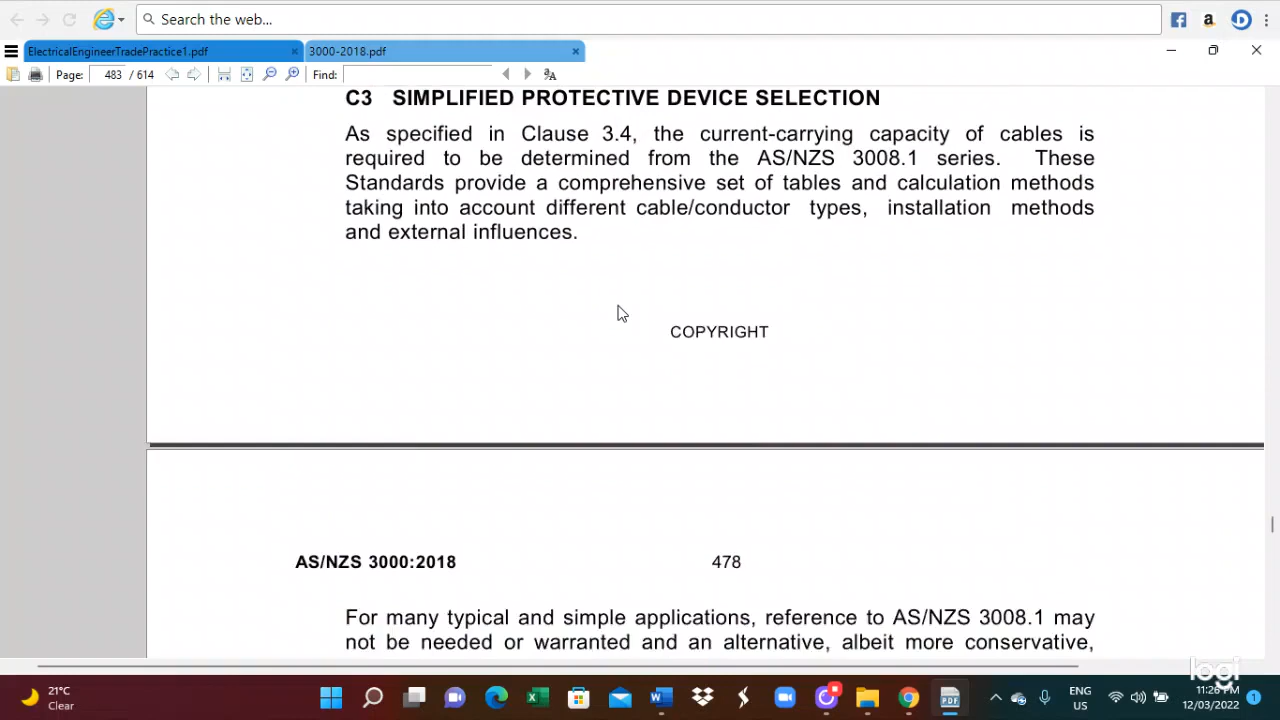 Search the web...
ElectricalEngineerTradePractice1.pdf
3000-2018.pdf
Page: 483 / 614
Find:
C3 SIMPLIFIED PROTECTIVE DEVICE SELECTION
As specified in Clause 3.4, the current-carrying capacity of cables is
required to be determined from the AS/NZS 3008.1 series. These
Standards provide a comprehensive set of tables and calculation methods
taking into account different cable/conductor types, installation methods
and external influences.
COPYRIGHT
AS/NZS 3000:2018 478
For many typical and simple applications, reference to AS/NZS 3008.1 may
not be needed or warranted and an alternative, albeit more conservative,
logi
21°C
Clear
PDF
ENG
US
11:26 PM
12/03/2022
1